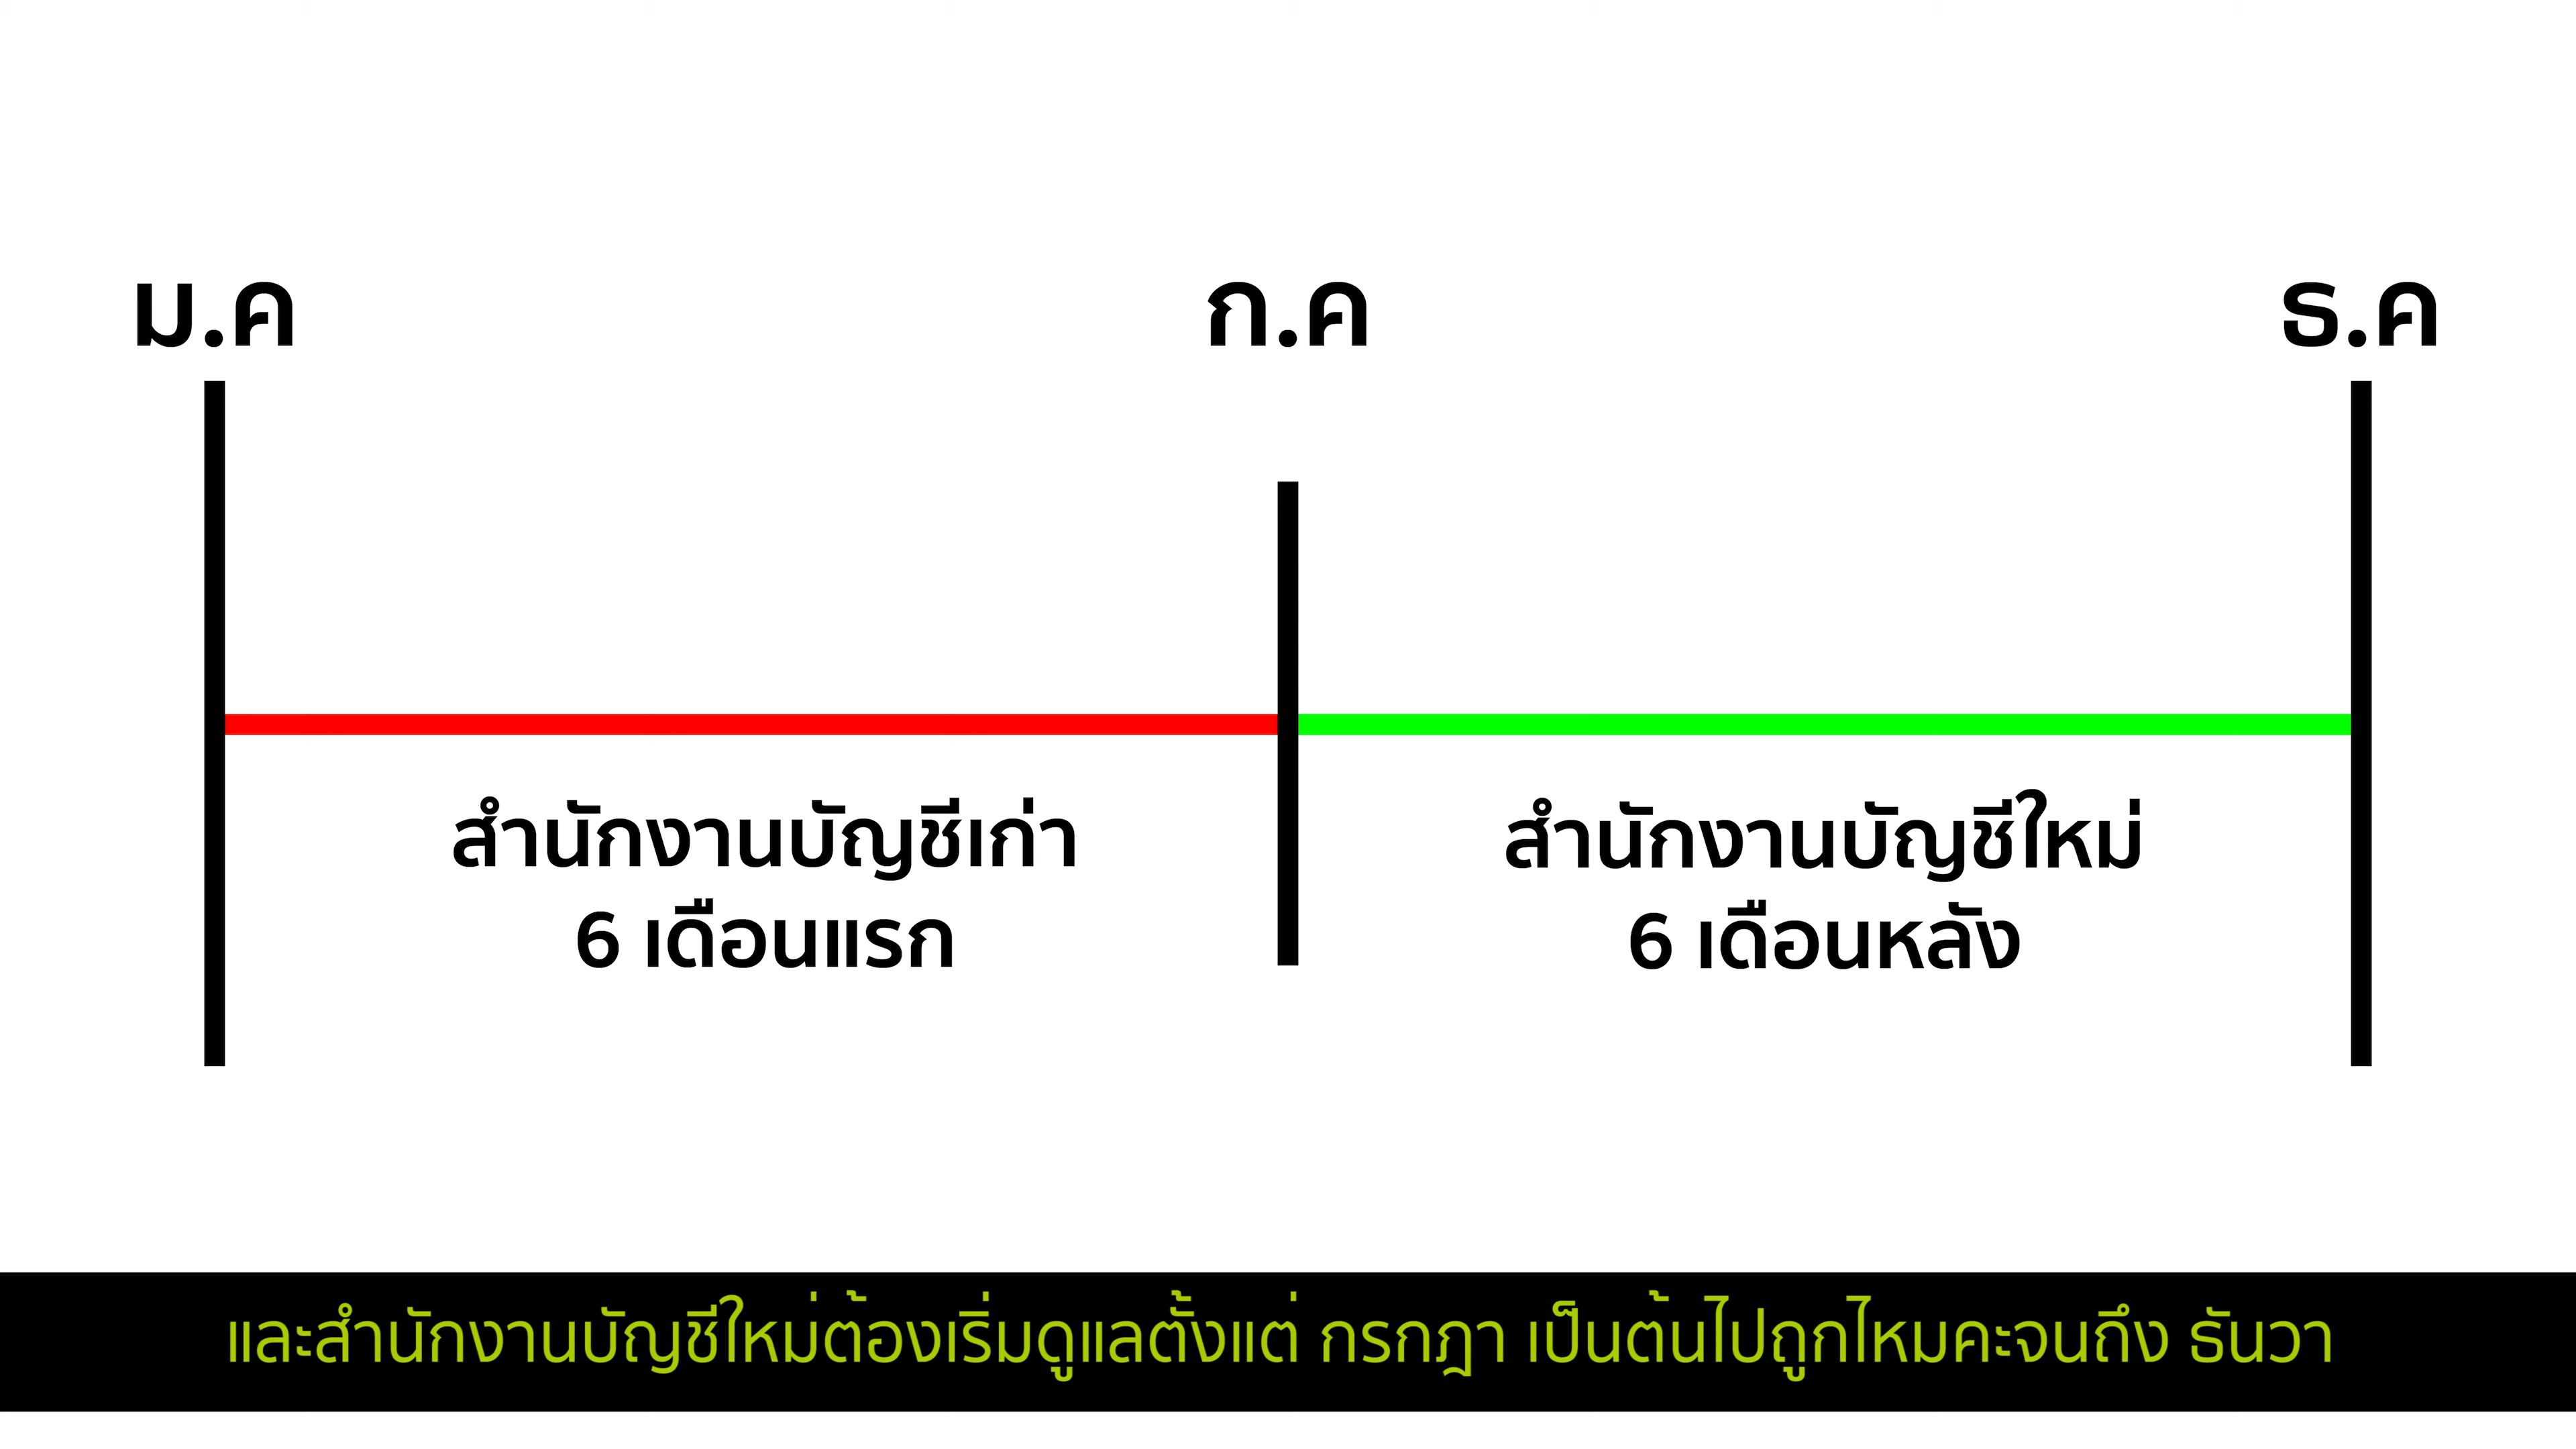 ม.ค
ก.ค
ธ.ค
สำนักงานบัญชีเก่า
6 เดือนแรก
สำนักงานบัญชีใหม่
6 เดือนหลัง
และสำนักงานบัญชีใหม่ต้องเริ่มดูแลตั้งแต่ กรกฎา เป็นต้นไปถูกไหมคะจนถึง ธันวา